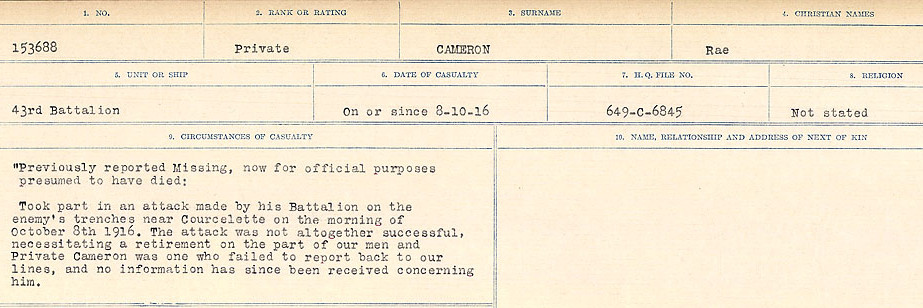 1. NO. 2. RANK OR RATING 3. SURNAME 4. CHRISTIAN NAMES
153688 Private CAMERON Rae
5. UNIT OR SHIP 6. DATE OF CASUALTY 7. H. Q. FILE NO. 8. RELIGION
43rd Battalion On or since 8-10-16 649-C-6845 Not stated
9. CIRCUMSTANCES OF CASUALTY 10. NAME, RELATIONSHIP AND ADDRESS OF NEXT OF KIN
"Previously reported Missing, now for official purposes
presumed to have died:
Took part in an attack made by his Battalion on the
enemy's trenches near Courcelette on the morning of
October 8th 1916. The attack was not altogether successful,
necessitating a retirement on the part of our men and
Private Cameron was one who failed to report back to our
lines, and no information has since been received concerning
him.